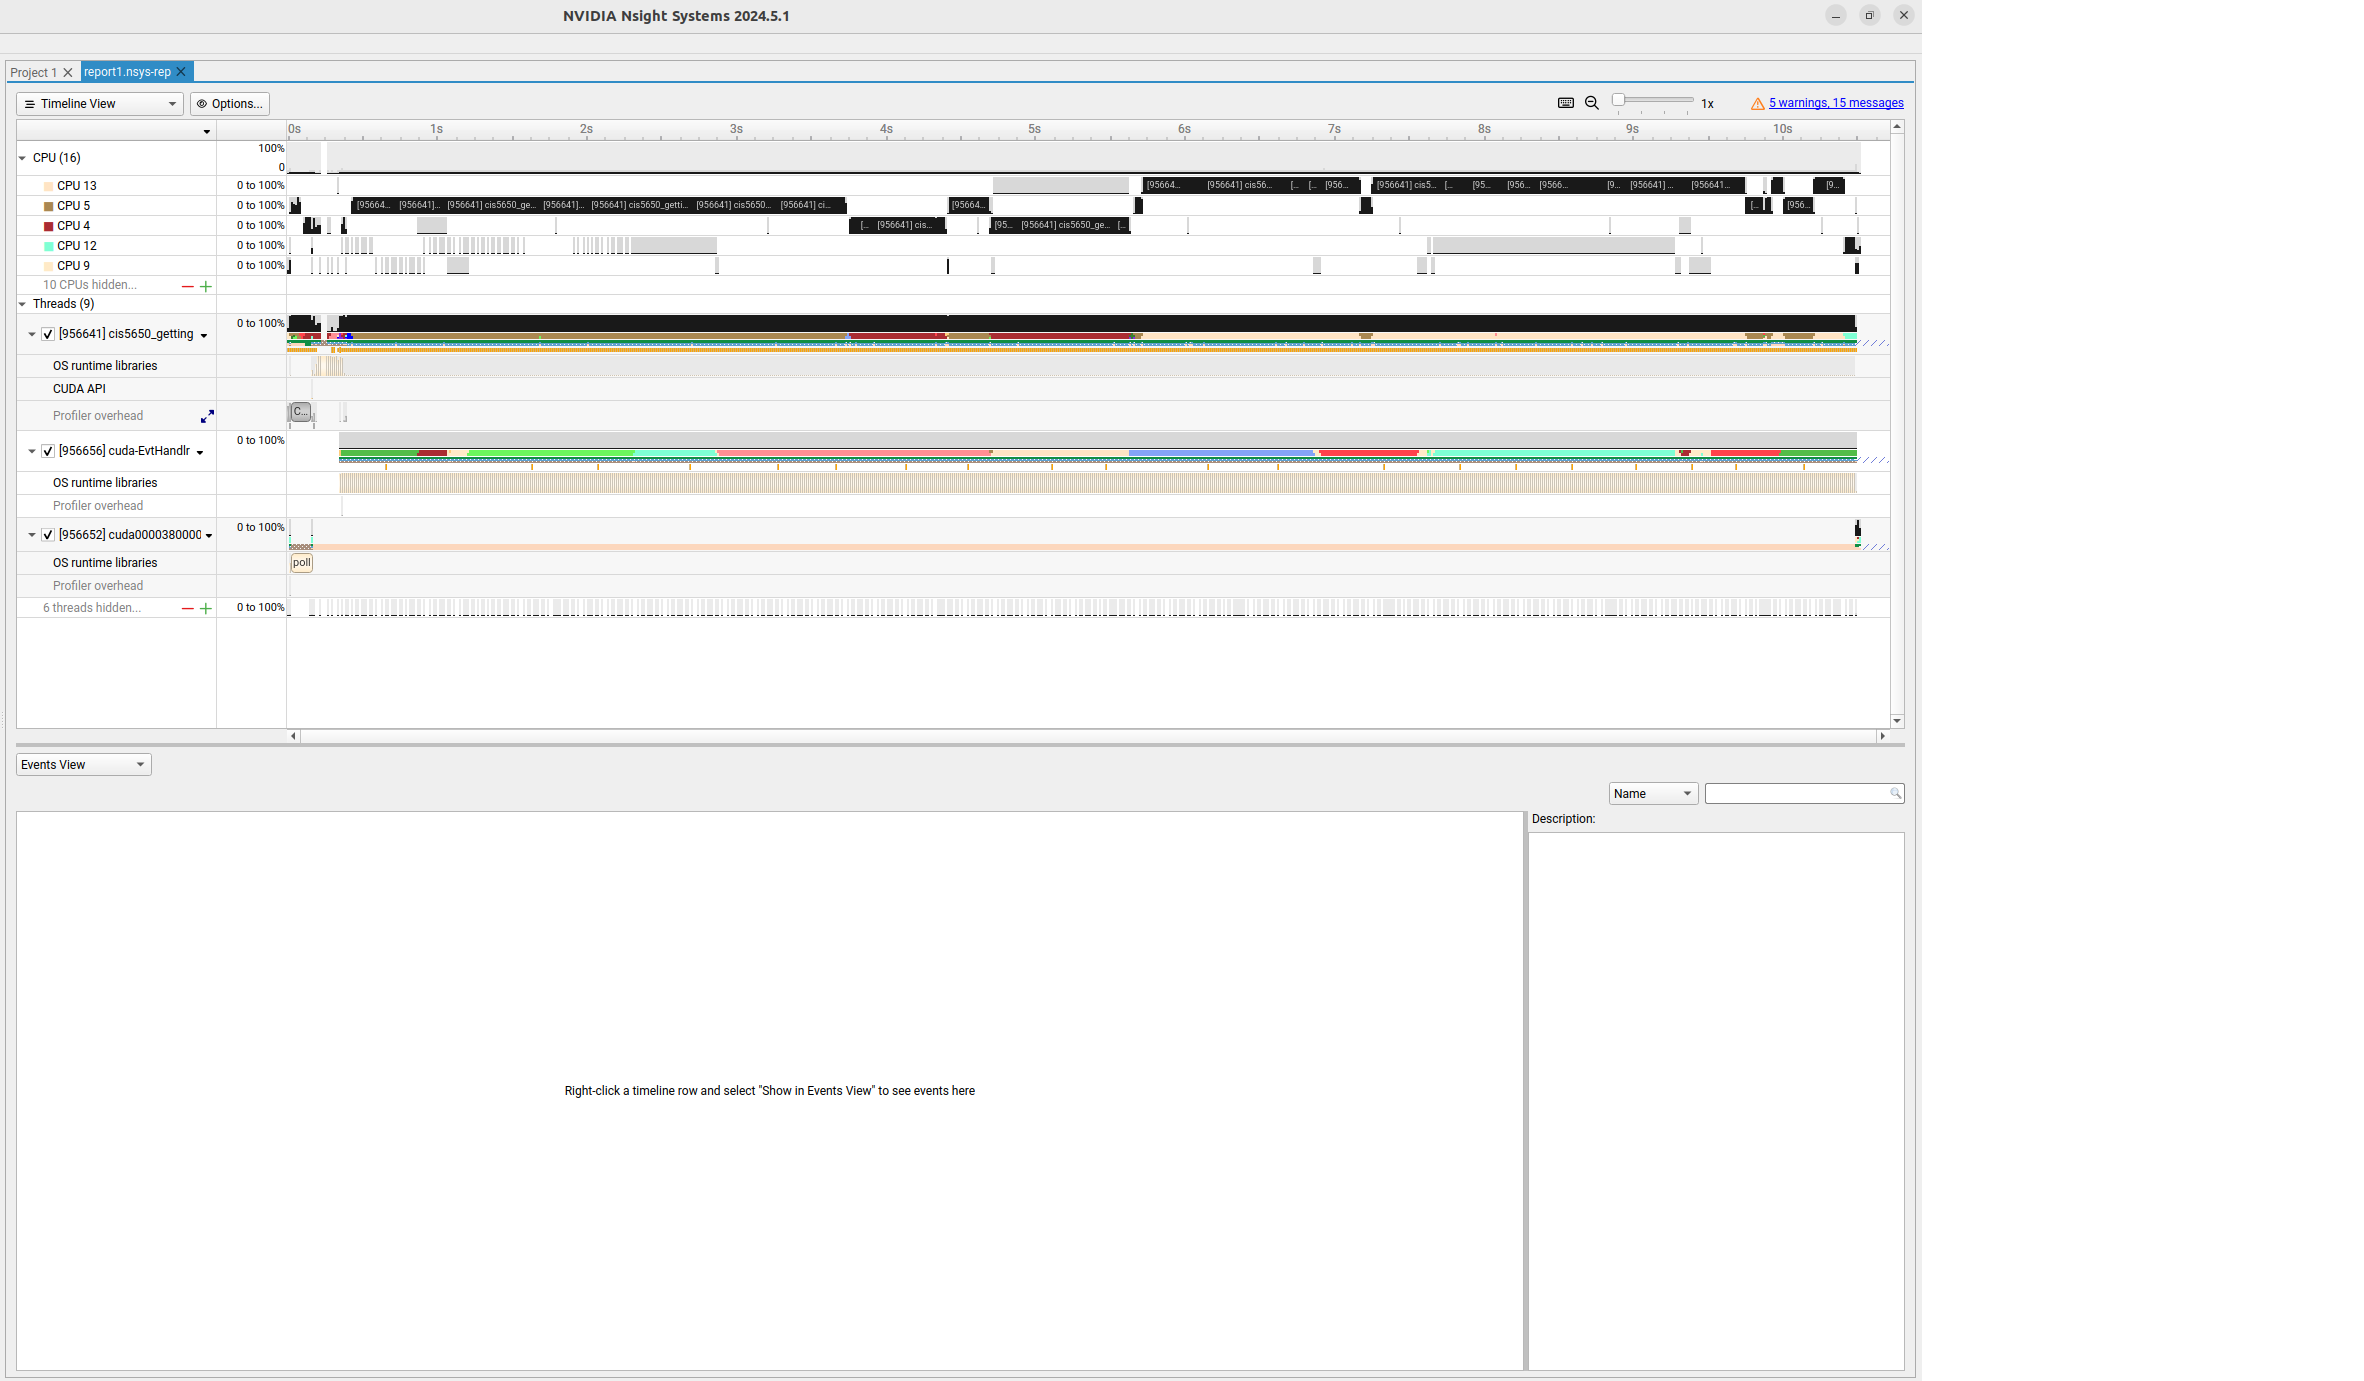 NVIDIA Nsight Systems 2024.5.1
Project 1
report1.nsys-rep
Timeline View
Options...
1x
5 warnings, 15 messages
0s 1s 2s 3s 4s 5s 6s 7s 8s 9s 10s
CPU (16)
100%
0
CPU 13 0 to 100% [95664... [956641] cis56... [... [... [956... [956641] cis5... [... [95... [956... [9566... [9... [956641] ... [956641... [9...
CPU 5 0 to 100% [95664... [956641]... [956641] cis5650_ge... [956641]... [956641] cis5650_getti... [956641] cis5650... [956641] ci... [95664... [... [956...
CPU 4 0 to 100% [... [956641] cis... [95... [956641] cis5650_ge... [...
CPU 12 0 to 100%
CPU 9 0 to 100%
10 CPUs hidden...
Threads (9)
[956641] cis5650_getting 0 to 100%
OS runtime libraries
CUDA API
Profiler overhead C...
[956656] cuda-EvtHandlr 0 to 100%
OS runtime libraries
Profiler overhead
[956652] cuda0000380000 0 to 100%
OS runtime libraries poll
Profiler overhead
6 threads hidden... 0 to 100%
Events View
Name
Description:
Right-click a timeline row and select "Show in Events View" to see events here